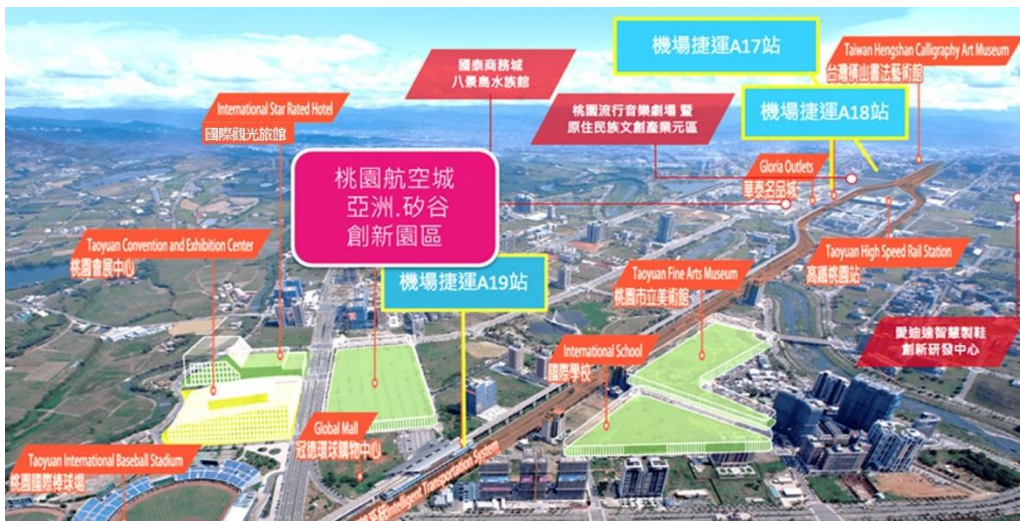 機場捷運A17站
Taiwan Hengshan Calligraphy Art Museum
台灣橫山書法藝術館
國泰商務城
八景島水族館
International Star Rated Hotel
國際觀光旅館
桃園流行音樂劇場 暨
原住民族文創產業元區
機場捷運A18站
桃園航空城
亞洲.矽谷
創新園區
Gloria Outlets
華泰名品城
Taoyuan Convention and Exhibition Center
桃園會展中心
機場捷運A19站
Taoyuan Fine Arts Museum
桃園市立美術館
Taoyuan High Speed Rail Station
高鐵桃園站
愛迪達智慧製鞋
創新研發中心
International School
國際學校
Global Mall
冠德環球購物中心
Taoyuan International Baseball Stadium
桃園國際棒球場
Intelligent Transportation System